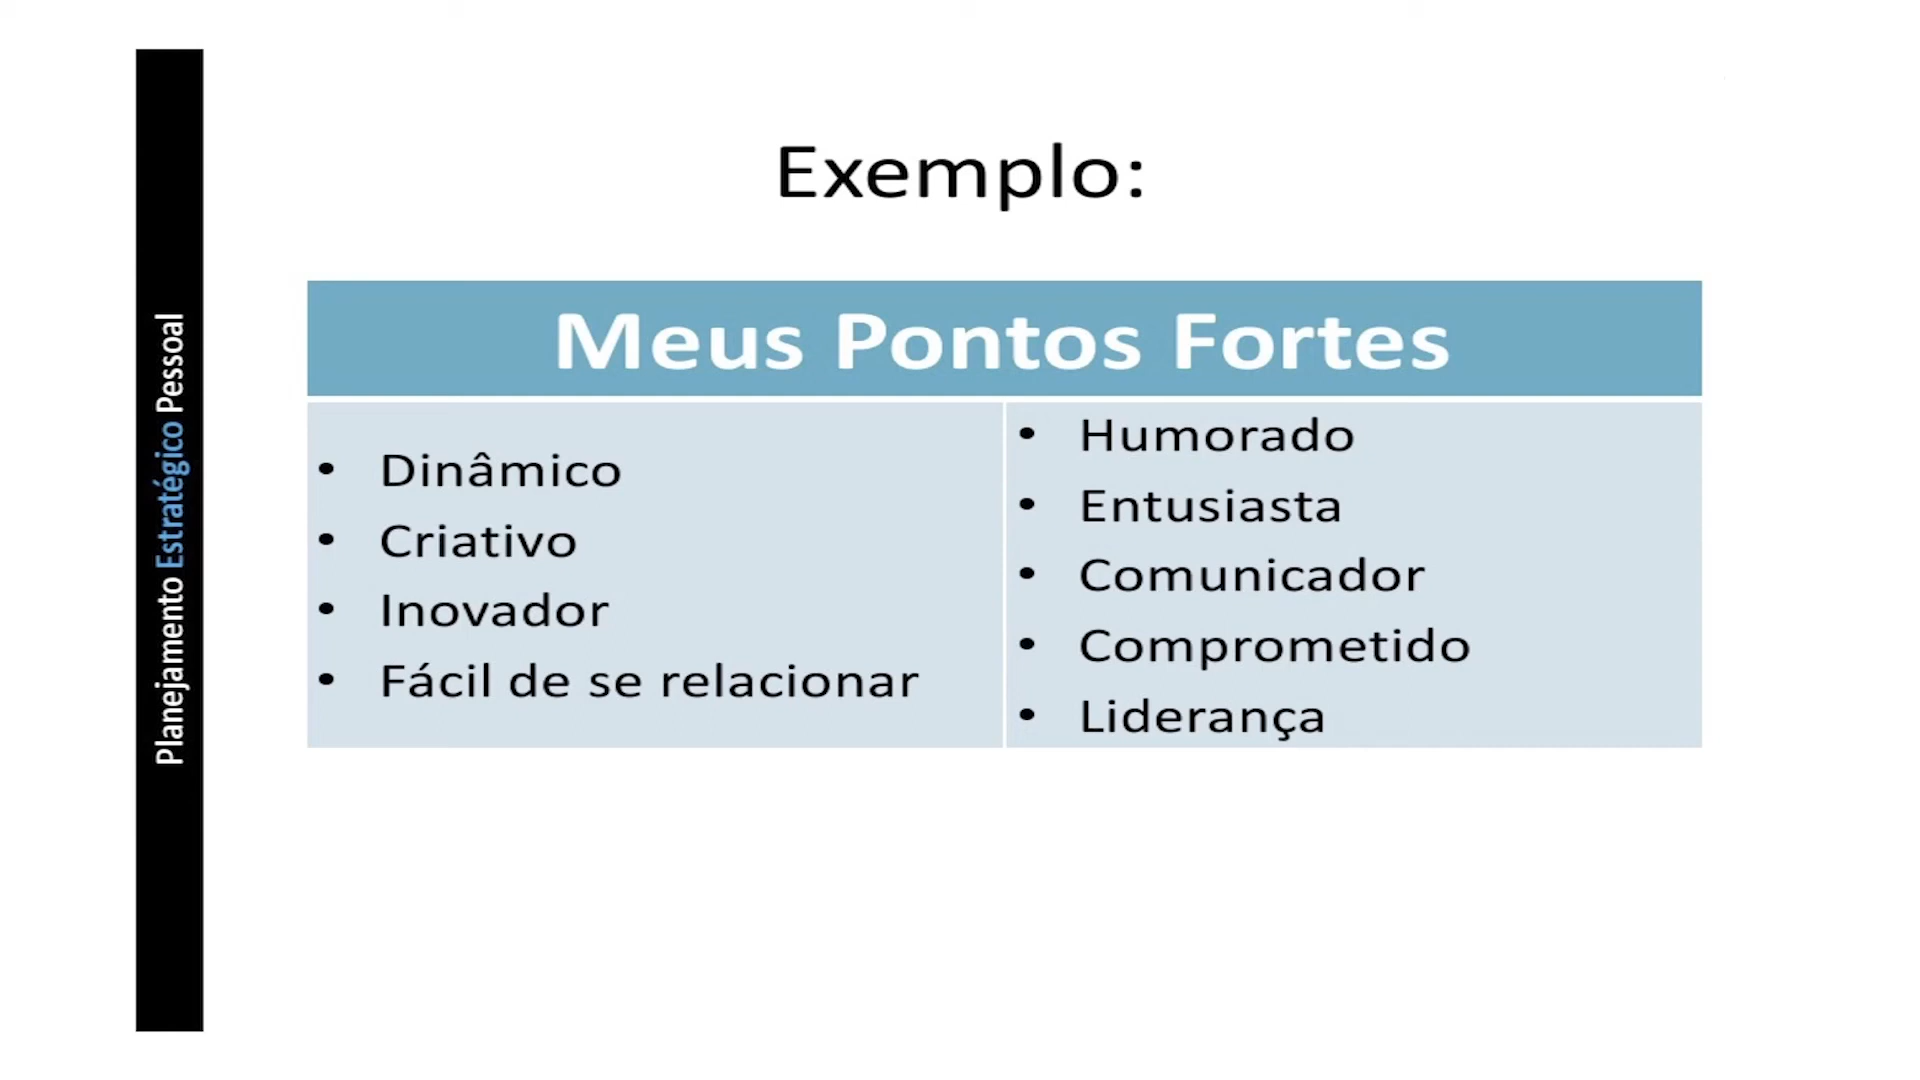 Planejamento Estratégico Pessoal
Exemplo:
Meus Pontos Fortes
• Dinâmico
• Criativo
• Inovador
• Fácil de se relacionar
• Humorado
• Entusiasta
• Comunicador
• Comprometido
• Liderança